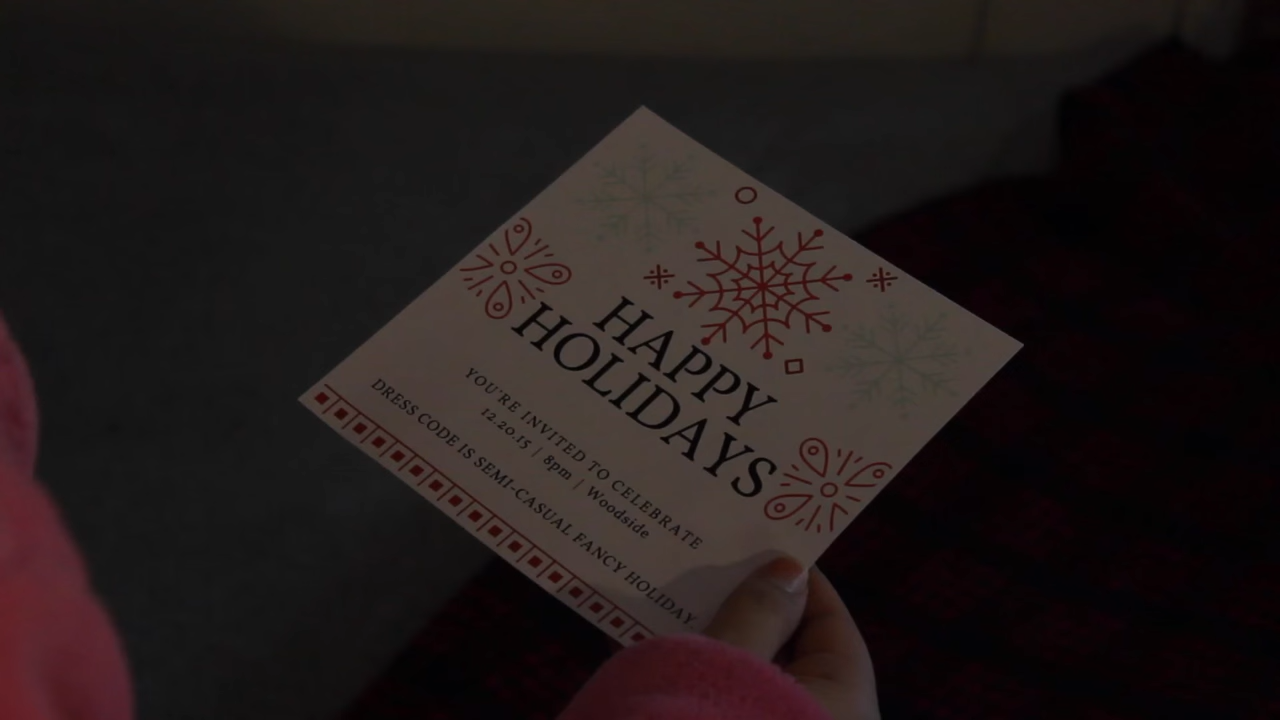 HAPPY
HOLIDAYS
YOU'RE INVITED TO CELEBRATE
12.20.15 | 8pm | Woodside
DRESS CODE IS SEMI-CASUAL FANCY HOLIDAY